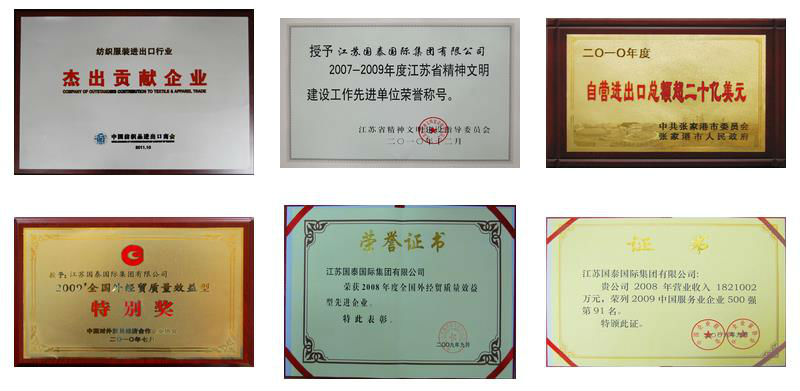 纺织服装进出口行业
杰出贡献企业
COMPANY OF OUTSTANDING CONTRIBUTION TO TEXTILE & APPAREL TRADE
中国纺织品进出口商会
2011.10
授予江苏国泰国际集团有限公司
2007-2009年度江苏省精神文明
建设工作先进单位荣誉称号。
江苏省精神文明建设指导委员会
二〇一〇年十二月
二〇一〇年度
自营进出口总额超二十亿美元
中共张家港市委员会
张家港市人民政府
授予:江苏国泰国际集团有限公司
2009'全国外经贸质量效益型
特别奖
中国对外经济合作
二〇一〇年七月
荣誉证书
江苏国泰国际集团有限公司
荣获2008年度全国外经贸质量效益
型先进企业。
特此表彰。
二〇〇九年九月
证书
江苏国泰国际集团有限公司:
贵公司 2008 年营业收入 1821002
万元,荣列 2009 中国服务业企业 500 强
第 91 名。
特颁此证。